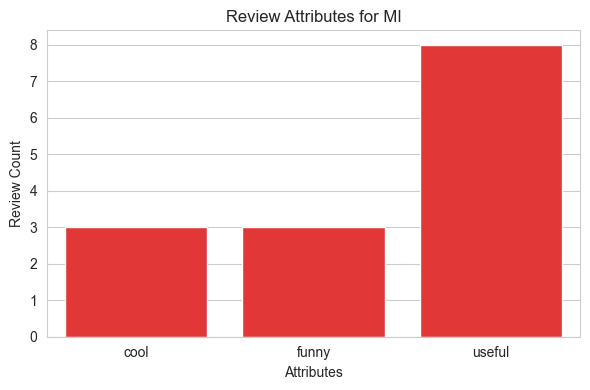 Review Attributes for MI
Review Count
8
7
6
5
4
3
2
1
0
cool funny useful
Attributes